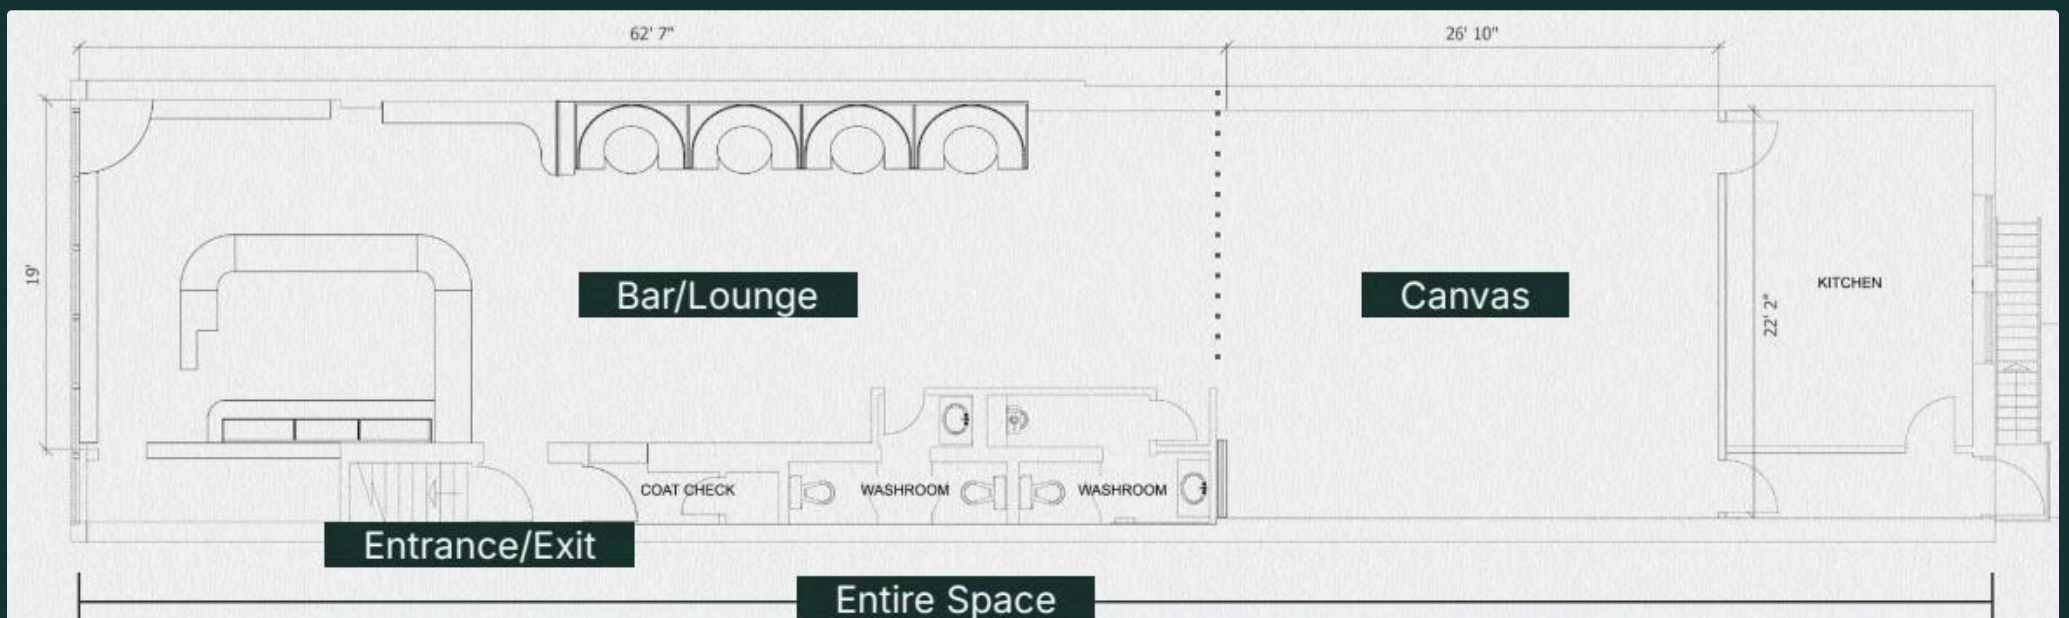 62' 7"
26' 10"
19'
Bar/Lounge
Canvas
KITCHEN
22' 2"
COAT CHECK
WASHROOM
WASHROOM
Entrance/Exit
Entire Space